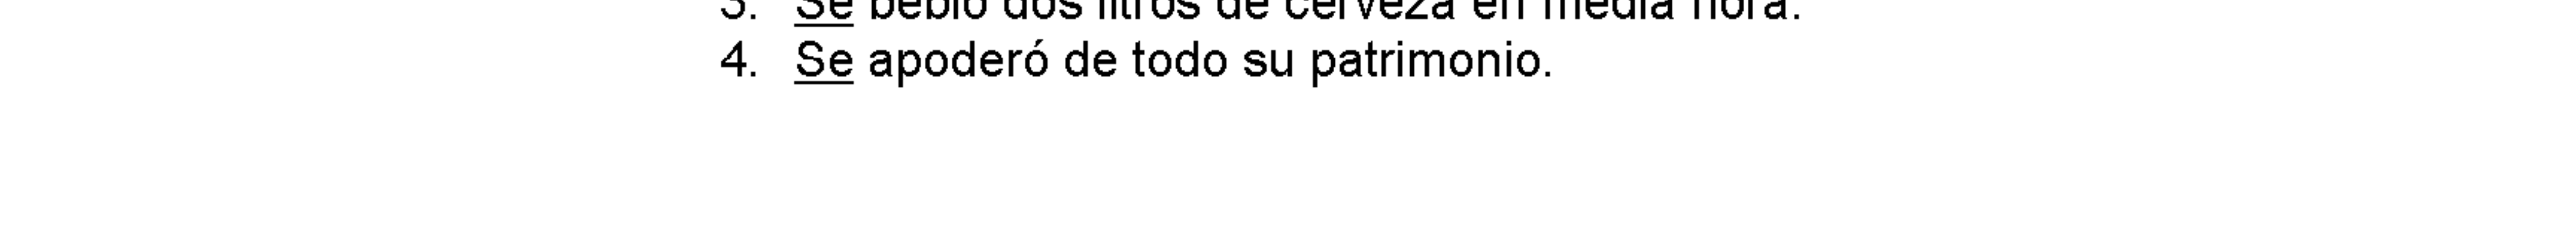 3. Se bebió dos litros de cerveza en media hora.
4. Se apoderó de todo su patrimonio.